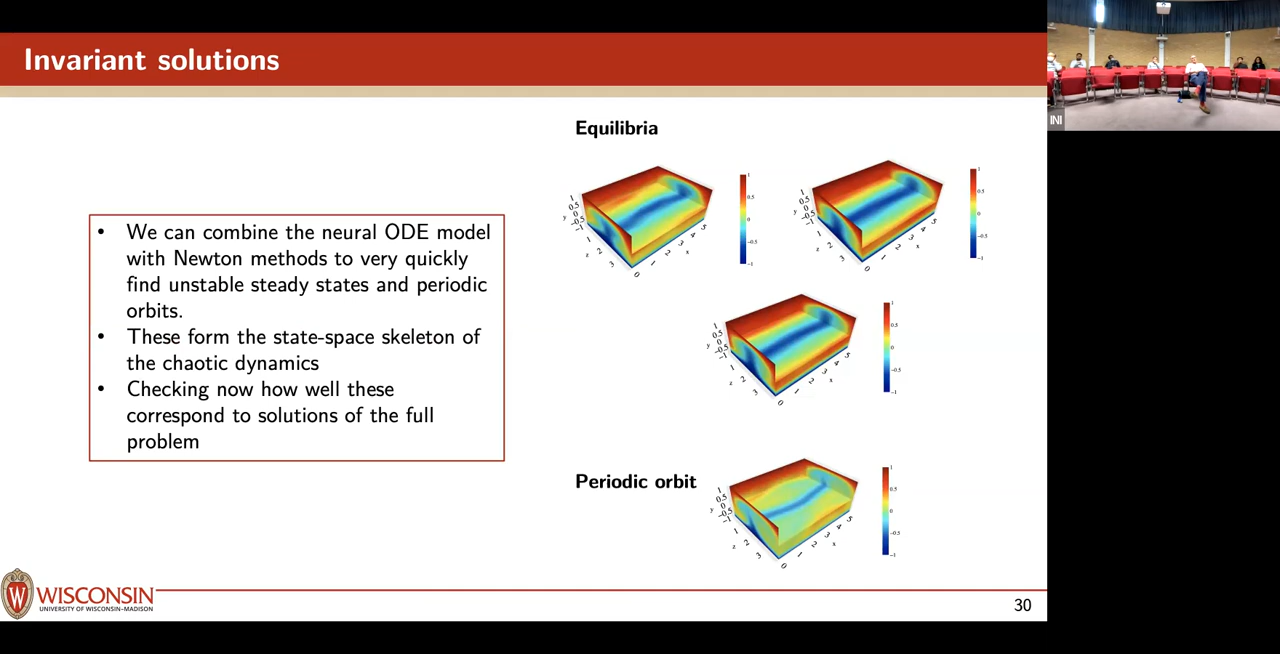 Invariant solutions
• We can combine the neural ODE model
with Newton methods to very quickly
find unstable steady states and periodic
orbits.
• These form the state-space skeleton of
the chaotic dynamics
• Checking now how well these
correspond to solutions of the full
problem
Equilibria
Periodic orbit
WISCONSIN
UNIVERSITY OF WISCONSIN–MADISON
30
INI